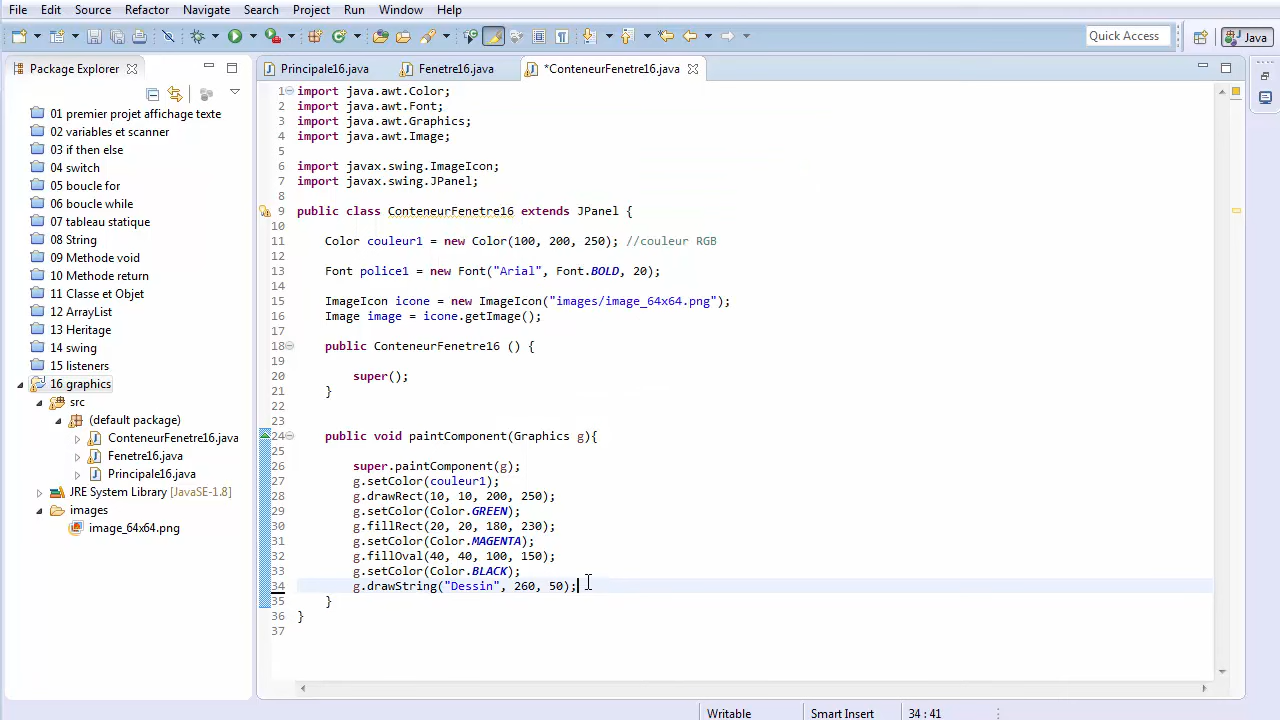 File Edit Source Refactor Navigate Search Project Run Window Help
Quick Access
Java
Package Explorer
Principale16.java
Fenetre16.java
*ConteneurFenetre16.java
01 premier projet affichage texte
02 variables et scanner
03 if then else
04 switch
05 boucle for
06 boucle while
07 tableau statique
08 String
09 Methode void
10 Methode return
11 Classe et Objet
12 ArrayList
13 Heritage
14 swing
15 listeners
16 graphics
src
(default package)
ConteneurFenetre16.java
Fenetre16.java
Principale16.java
JRE System Library [JavaSE-1.8]
images
image_64x64.png
1 import java.awt.Color;
2 import java.awt.Font;
3 import java.awt.Graphics;
4 import java.awt.Image;
5
6 import javax.swing.ImageIcon;
7 import javax.swing.JPanel;
8
9 public class ConteneurFenetre16 extends JPanel {
10
11 Color couleur1 = new Color(100, 200, 250); //couleur RGB
12
13 Font police1 = new Font("Arial", Font.BOLD, 20);
14
15 ImageIcon icone = new ImageIcon("images/image_64x64.png");
16 Image image = icone.getImage();
17
18 public ConteneurFenetre16 () {
19
20 super();
21 }
22
23
24 public void paintComponent(Graphics g){
25
26 super.paintComponent(g);
27 g.setColor(couleur1);
28 g.drawRect(10, 10, 200, 250);
29 g.setColor(Color.GREEN);
30 g.fillRect(20, 20, 180, 230);
31 g.setColor(Color.MAGENTA);
32 g.fillOval(40, 40, 100, 150);
33 g.setColor(Color.BLACK);
34 g.drawString("Dessin", 260, 50);
35 }
36 }
37
Writable
Smart Insert
34 : 41